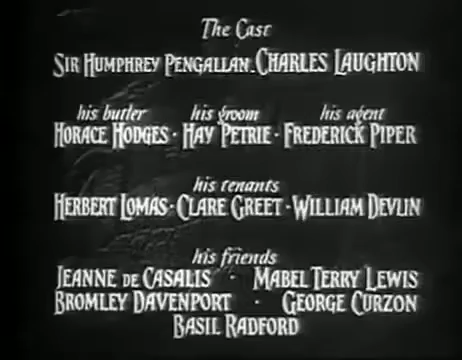 The Cast
SIR HUMPHREY PENGALLAN. CHARLES LAUGHTON
his butler his groom his agent
HORACE HODGES · HAY PETRIE · FREDERICK PIPER
his tenants
HERBERT LOMAS · CLARE GREET · WILLIAM DEVLIN
his friends
JEANNE DE CASALIS · MABEL TERRY LEWIS
BROMLEY DAVENPORT · GEORGE CURZON
BASIL RADFORD